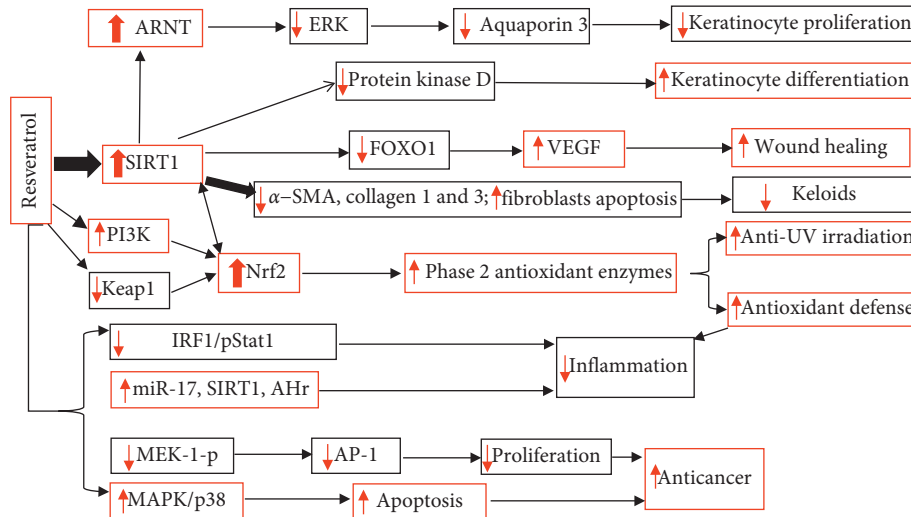 ARNT
ERK
Aquaporin 3
Keratinocyte proliferation
Protein kinase D
Keratinocyte differentiation
Resveratrol
SIRT1
FOXO1
VEGF
Wound healing
α–SMA, collagen 1 and 3; fibroblasts apoptosis
Keloids
PI3K
Anti-UV irradiation
Nrf2
Phase 2 antioxidant enzymes
Keap1
Antioxidant defense
IRF1/pStat1
Inflammation
miR-17, SIRT1, AHr
MEK-1-p
AP-1
Proliferation
Anticancer
MAPK/p38
Apoptosis